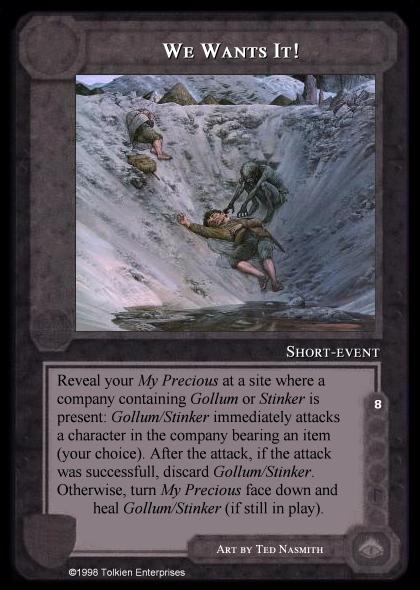 We Wants It!
Short-event
Reveal your My Precious at a site where a
company containing Gollum or Stinker is
present: Gollum/Stinker immediately attacks
a character in the company bearing an item
(your choice). After the attack, if the attack
was successfull, discard Gollum/Stinker.
Otherwise, turn My Precious face down and
heal Gollum/Stinker (if still in play).
8
Art by Ted Nasmith
©1998 Tolkien Enterprises